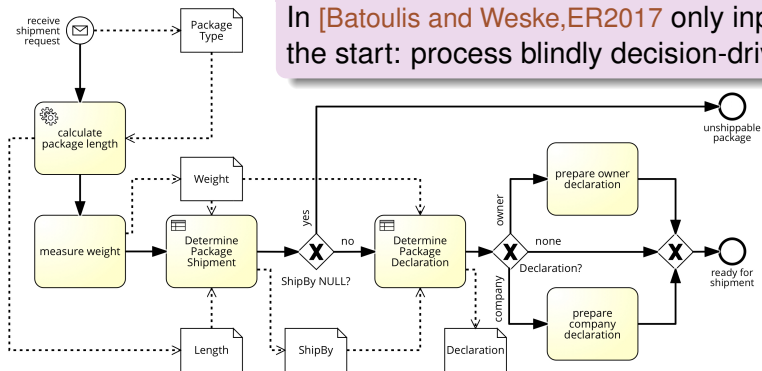 In [Batoulis and Weske,ER2017 only inp
the start: process blindly decision-driv
receive
shipment
request
Package
Type
calculate
package length
unshippable
package
Weight
prepare owner
declaration
measure weight
Determine
Package
Shipment
yes
no
ShipBy NULL?
Determine
Package
Declaration
owner
none
Declaration?
company
ready for
shipment
prepare
company
declaration
Length
ShipBy
Declaration